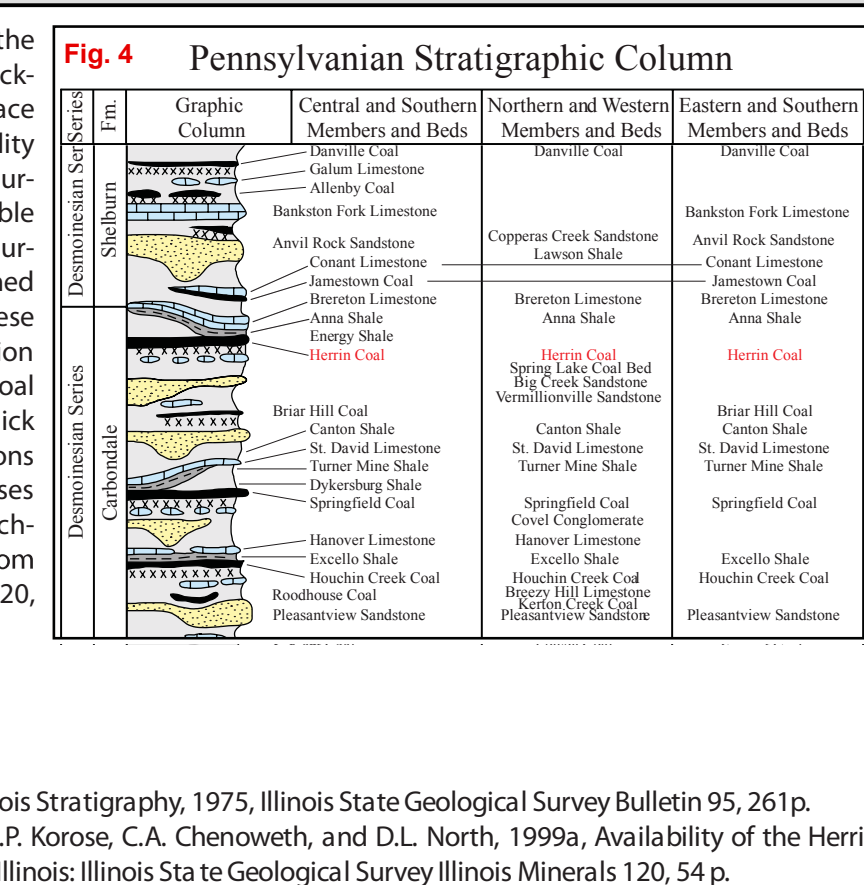 the
ck-
ace
lity
ur-
ble
ur-
ned
ese
ion
oal
ick
ons
ses
ch-
om
20,
Fig. 4
Pennsylvanian Stratigraphic Column
Series
Fm.
Graphic Column
Central and Southern Members and Beds
Northern and Western Members and Beds
Eastern and Southern Members and Beds
Desmoinesian Ser
Shelburn
Desmoinesian Series
Carbondale
Danville Coal
Galum Limestone
Allenby Coal
Bankston Fork Limestone
Anvil Rock Sandstone
Conant Limestone
Jamestown Coal
Brereton Limestone
Anna Shale
Energy Shale
Herrin Coal
Briar Hill Coal
Canton Shale
St. David Limestone
Turner Mine Shale
Dykersburg Shale
Springfield Coal
Hanover Limestone
Excello Shale
Houchin Creek Coal
Roodhouse Coal
Pleasantview Sandstone
Danville Coal
Copperas Creek Sandstone
Lawson Shale
Brereton Limestone
Anna Shale
Herrin Coal
Spring Lake Coal Bed
Big Creek Sandstone
Vermillionville Sandstone
Canton Shale
St. David Limestone
Turner Mine Shale
Springfield Coal
Covel Conglomerate
Hanover Limestone
Excello Shale
Houchin Creek Coal
Breezy Hill Limestone
Kerton Creek Coal
Pleasantview Sandstone
Danville Coal
Bankston Fork Limestone
Anvil Rock Sandstone
Conant Limestone
Jamestown Coal
Brereton Limestone
Anna Shale
Herrin Coal
Briar Hill Coal
Canton Shale
St. David Limestone
Turner Mine Shale
Springfield Coal
Excello Shale
Houchin Creek Coal
Pleasantview Sandstone
ois Stratigraphy, 1975, Illinois State Geological Survey Bulletin 95, 261p.
.P. Korose, C.A. Chenoweth, and D.L. North, 1999a, Availability of the Herri
Illinois: Illinois State Geological Survey Illinois Minerals 120, 54 p.